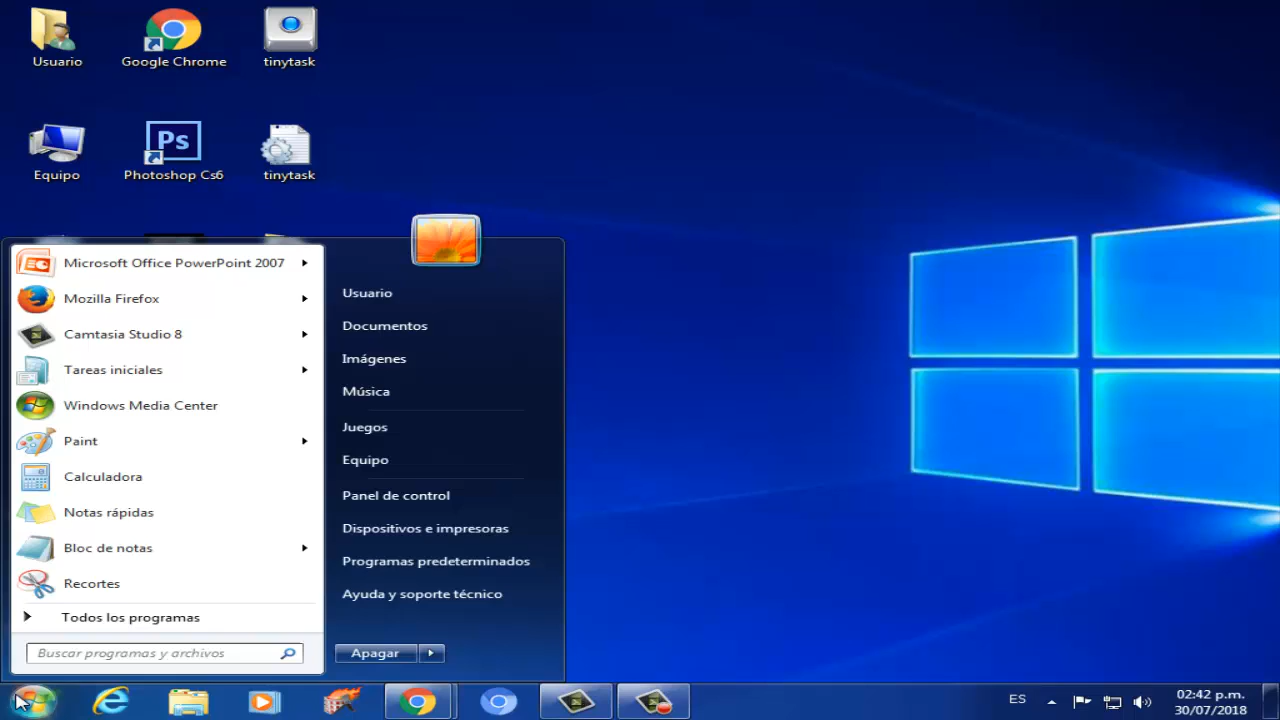 Usuario
Google Chrome
tinytask
Equipo
Ps
Photoshop Cs6
tinytask
Microsoft Office PowerPoint 2007
Mozilla Firefox
Camtasia Studio 8
Tareas iniciales
Windows Media Center
Paint
Calculadora
Notas rápidas
Bloc de notas
Recortes
Todos los programas
Buscar programas y archivos
Usuario
Documentos
Imágenes
Música
Juegos
Equipo
Panel de control
Dispositivos e impresoras
Programas predeterminados
Ayuda y soporte técnico
Apagar
ES
02:42 p.m.
30/07/2018